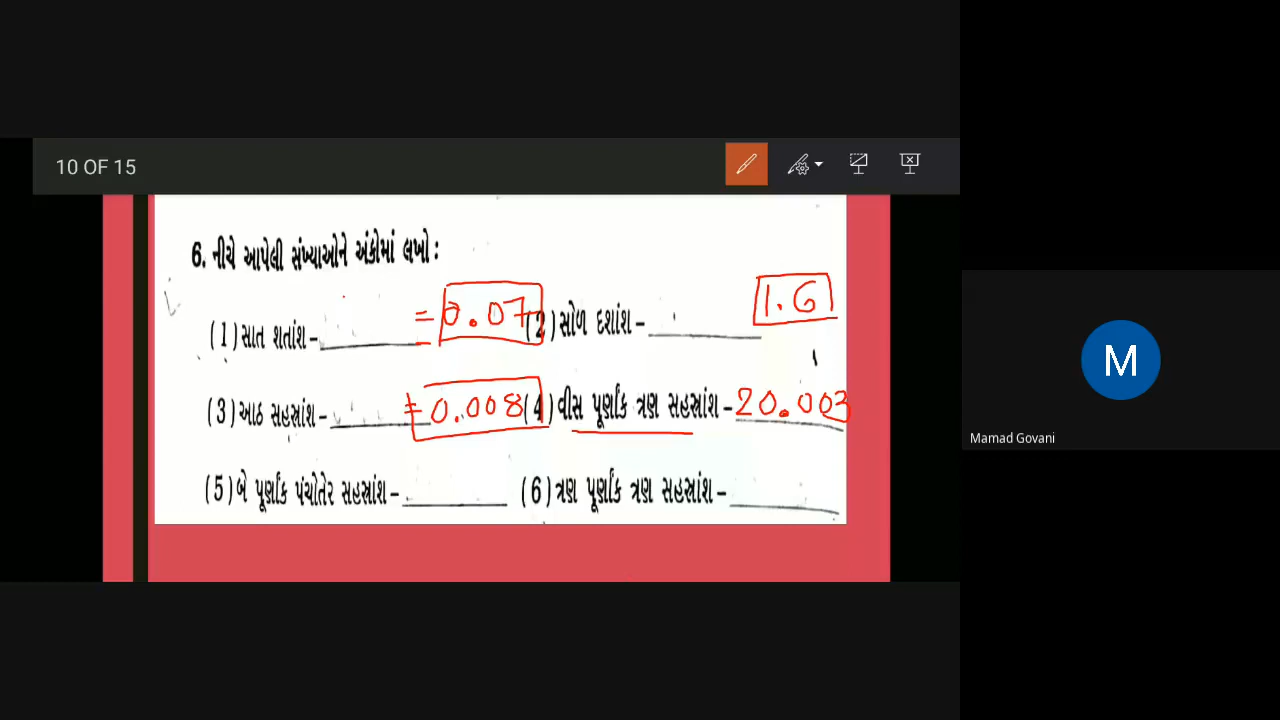 10 OF 15
6. નીચે આપેલી સંખ્યાઓને અંકોમાં લખો :
(1) સાત શતાંશ – = 0.07 (2) સોળ દશાંશ – 1.6
(3) આઠ સહસ્રાંશ – = 0.008 (4) વીસ પૂર્ણાંક ત્રણ સહસ્રાંશ – 20.003
(5) બે પૂર્ણાંક પંચોતેર સહસ્રાંશ – (6) ત્રણ પૂર્ણાંક ત્રણ સહસ્રાંશ –
M
Mamad Govani